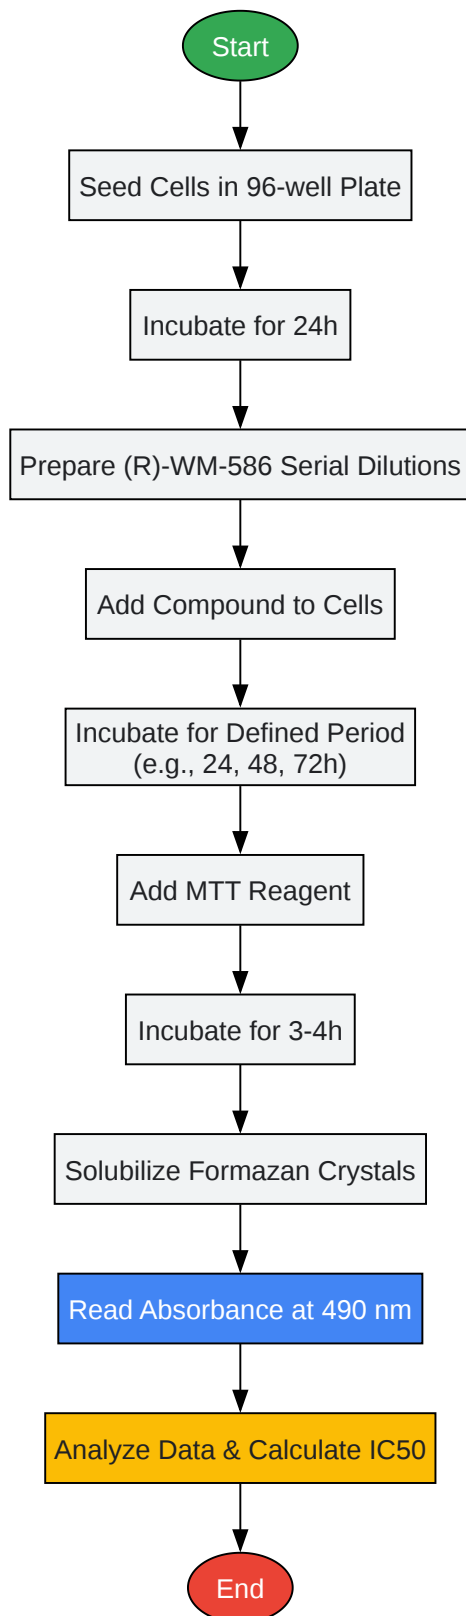 Start
Seed Cells in 96-well Plate
Incubate for 24h
Prepare (R)-WM-586 Serial Dilutions
Add Compound to Cells
Incubate for Defined Period
(e.g., 24, 48, 72h)
Add MTT Reagent
Incubate for 3-4h
Solubilize Formazan Crystals
Read Absorbance at 490 nm
Analyze Data & Calculate IC50
End